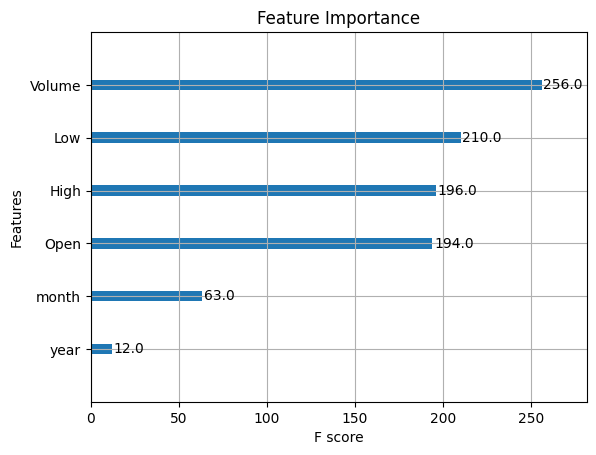 Feature Importance
Volume
256.0
Low
210.0
High
196.0
Open
194.0
month
63.0
year
12.0
0
50
100
150
200
250
F score
Features